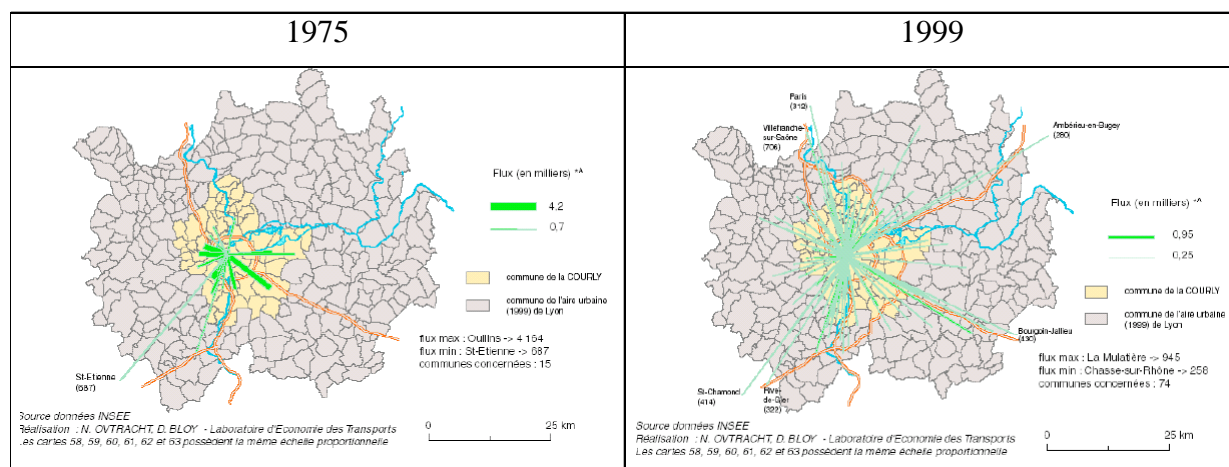 1975
1999
Flux (en milliers) *^
4,2
0,7
commune de la COURLY
commune de l'aire urbaine
(1999) de Lyon
flux max : Oullins -> 4 164
flux min : St-Etienne -> 687
communes concernées : 15
St-Etienne
(687)
Source données INSEE
Réalisation : N. OVTRACHT, D. BLOY - Laboratoire d'Economie des Transports
Les cartes 58, 59, 60, 61, 62 et 63 possèdent la même échelle proportionnelle
0
25 km
Paris
(312)
Villefranche-
sur-Saône
(706)
Ambérieu-en-Bugey
(280)
Flux (en milliers) *^
0,95
0,25
commune de la COURLY
commune de l'aire urbaine
(1999) de Lyon
Bourgoin-Jallieu
(430)
flux max : La Mulatière -> 945
flux min : Chasse-sur-Rhône -> 258
communes concernées : 74
St-Chamond
(414)
Rive-
de-Gier
(322)
Source données INSEE
Réalisation : N. OVTRACHT, D. BLOY - Laboratoire d'Economie des Transports
Les cartes 58, 59, 60, 61, 62 et 63 possèdent la même échelle proportionnelle
0
25 km